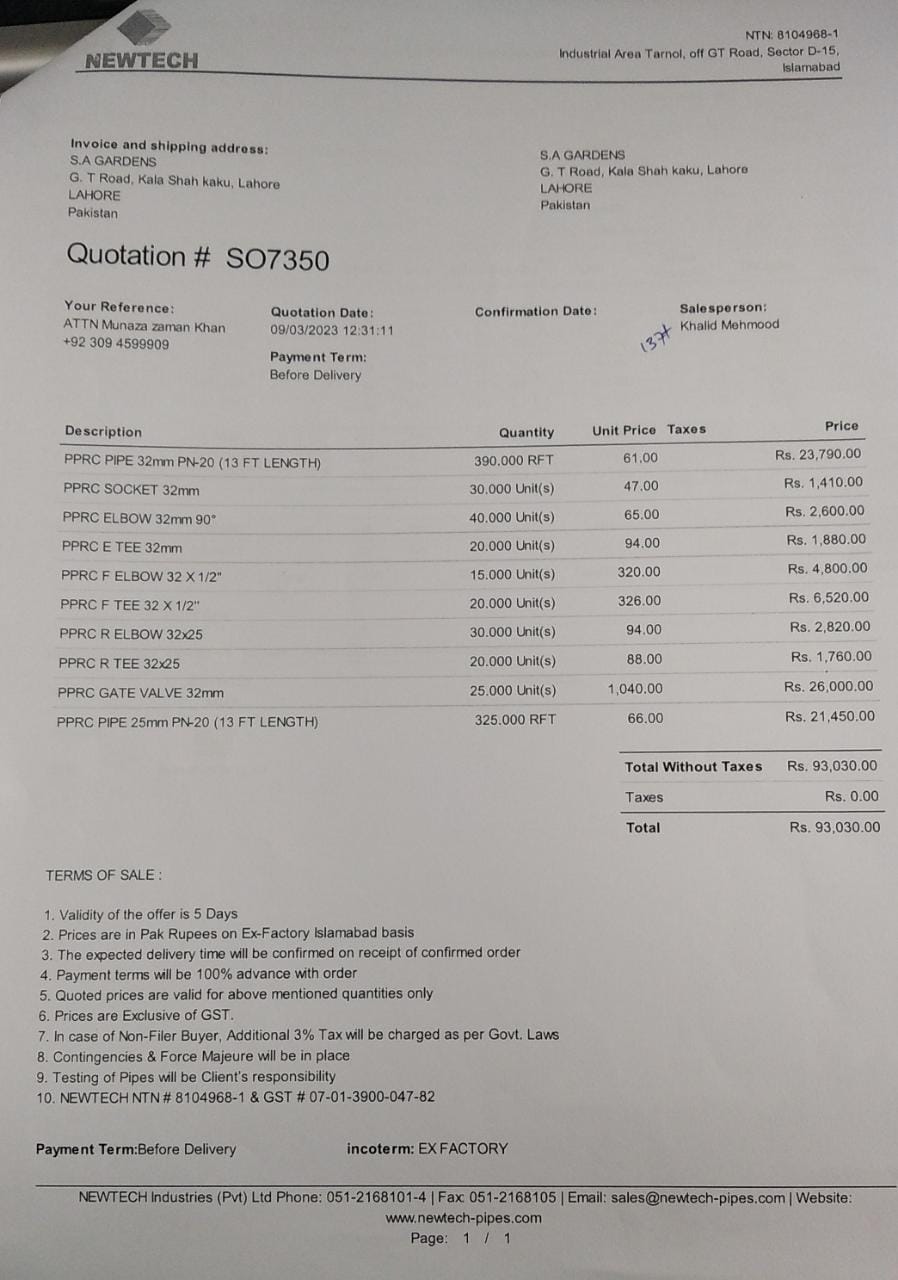 NEWTECH
NTN: 8104968-1
Industrial Area Tarnol, off GT Road, Sector D-15,
Islamabad
Invoice and shipping address:
S.A GARDENS
G. T Road, Kala Shah kaku, Lahore
LAHORE
Pakistan
S.A GARDENS
G. T Road, Kala Shah kaku, Lahore
LAHORE
Pakistan
Quotation # SO7350
Your Reference:
ATTN Munaza zaman Khan
+92 309 4599909
Quotation Date:
09/03/2023 12:31:11
Payment Term:
Before Delivery
Confirmation Date:
Salesperson:
Khalid Mehmood
Description Quantity Unit Price Taxes Price
PPRC PIPE 32mm PN-20 (13 FT LENGTH) 390.000 RFT 61.00 Rs. 23,790.00
PPRC SOCKET 32mm 30.000 Unit(s) 47.00 Rs. 1,410.00
PPRC ELBOW 32mm 90° 40.000 Unit(s) 65.00 Rs. 2,600.00
PPRC E TEE 32mm 20.000 Unit(s) 94.00 Rs. 1,880.00
PPRC F ELBOW 32 X 1/2" 15.000 Unit(s) 320.00 Rs. 4,800.00
PPRC F TEE 32 X 1/2" 20.000 Unit(s) 326.00 Rs. 6,520.00
PPRC R ELBOW 32x25 30.000 Unit(s) 94.00 Rs. 2,820.00
PPRC R TEE 32x25 20.000 Unit(s) 88.00 Rs. 1,760.00
PPRC GATE VALVE 32mm 25.000 Unit(s) 1,040.00 Rs. 26,000.00
PPRC PIPE 25mm PN-20 (13 FT LENGTH) 325.000 RFT 66.00 Rs. 21,450.00
Total Without Taxes Rs. 93,030.00
Taxes Rs. 0.00
Total Rs. 93,030.00
TERMS OF SALE :
1. Validity of the offer is 5 Days
2. Prices are in Pak Rupees on Ex-Factory Islamabad basis
3. The expected delivery time will be confirmed on receipt of confirmed order
4. Payment terms will be 100% advance with order
5. Quoted prices are valid for above mentioned quantities only
6. Prices are Exclusive of GST.
7. In case of Non-Filer Buyer, Additional 3% Tax will be charged as per Govt. Laws
8. Contingencies & Force Majeure will be in place
9. Testing of Pipes will be Client's responsibility
10. NEWTECH NTN # 8104968-1 & GST # 07-01-3900-047-82
Payment Term:Before Delivery incoterm: EX FACTORY
NEWTECH Industries (Pvt) Ltd Phone: 051-2168101-4 | Fax: 051-2168105 | Email: sales@newtech-pipes.com | Website:
www.newtech-pipes.com
Page: 1 / 1